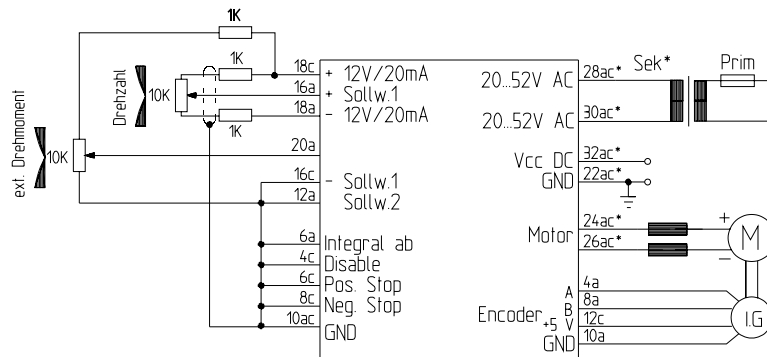 1K
1K
18c + 12V/20mA
16a + Sollw.1
18a - 12V/20mA
1K
Drehzahl
10K
ext. Drehmoment
10K
20a
16c - Sollw.1
12a Sollw.2
6a Integral ab
4c Disable
6c Pos. Stop
8c Neg. Stop
10ac GND
Sek* Prim
20...52V AC 28ac*
20...52V AC 30ac*
Vcc DC 32ac*
GND 22ac*
Motor 24ac* +
26ac* - M
Encoder
A 4a
B 8a
+5 V 12c
GND 10a
I.G